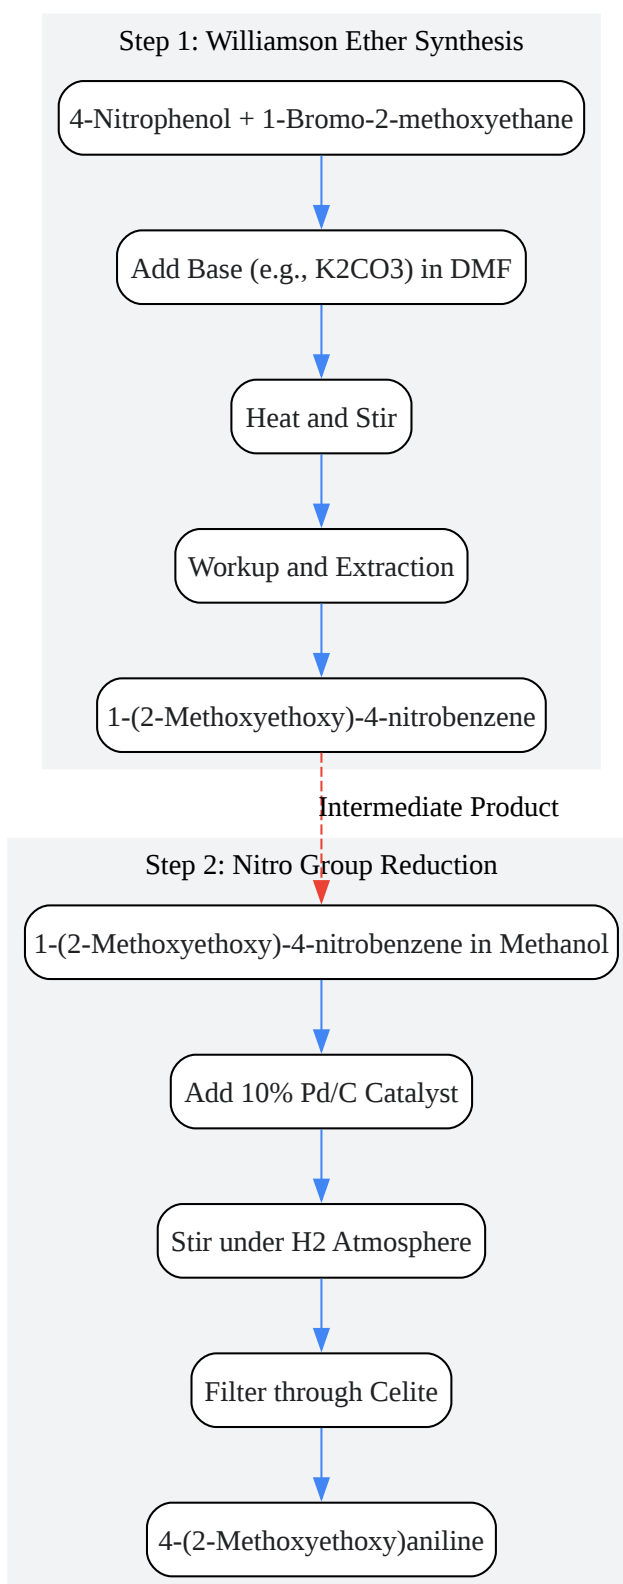 Step 1: Williamson Ether Synthesis
4-Nitrophenol + 1-Bromo-2-methoxyethane
Add Base (e.g., K2CO3) in DMF
Heat and Stir
Workup and Extraction
1-(2-Methoxyethoxy)-4-nitrobenzene
Intermediate Product
Step 2: Nitro Group Reduction
1-(2-Methoxyethoxy)-4-nitrobenzene in Methanol
Add 10% Pd/C Catalyst
Stir under H2 Atmosphere
Filter through Celite
4-(2-Methoxyethoxy)aniline